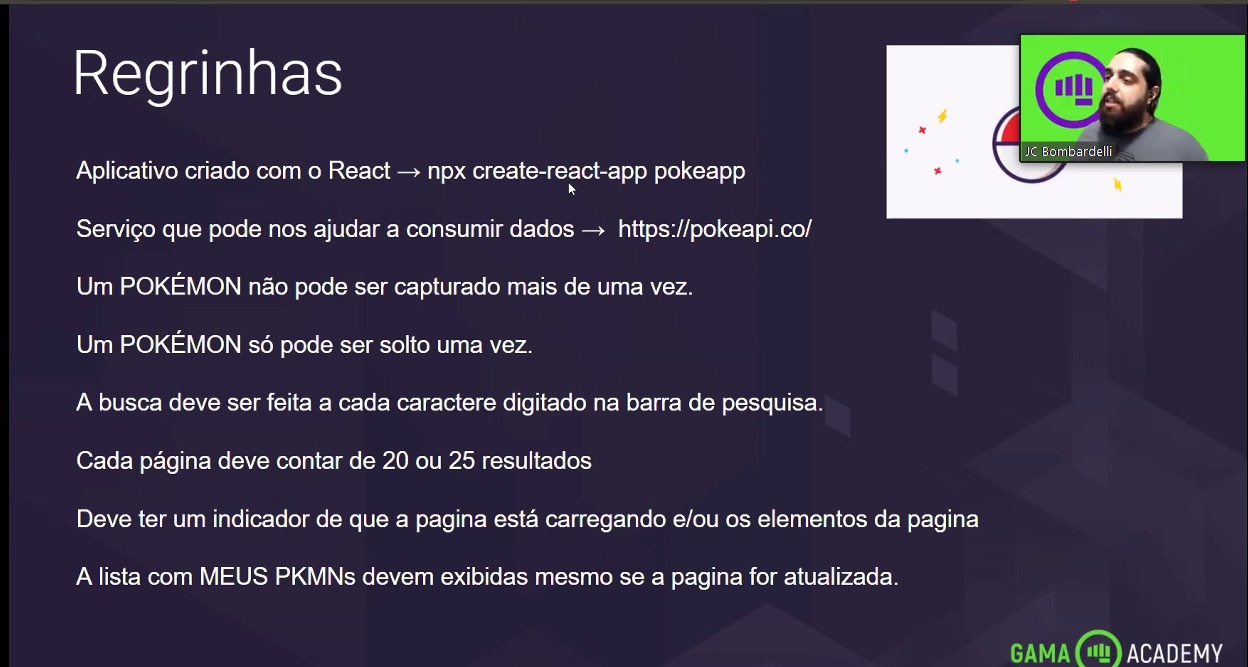 Regrinhas
JC Bombardelli
Aplicativo criado com o React → npx create-react-app pokeapp
Serviço que pode nos ajudar a consumir dados → https://pokeapi.co/
Um POKÉMON não pode ser capturado mais de uma vez.
Um POKÉMON só pode ser solto uma vez.
A busca deve ser feita a cada caractere digitado na barra de pesquisa.
Cada página deve contar de 20 ou 25 resultados
Deve ter um indicador de que a pagina está carregando e/ou os elementos da pagina
A lista com MEUS PKMNs devem exibidas mesmo se a pagina for atualizada.
GAMA ACADEMY